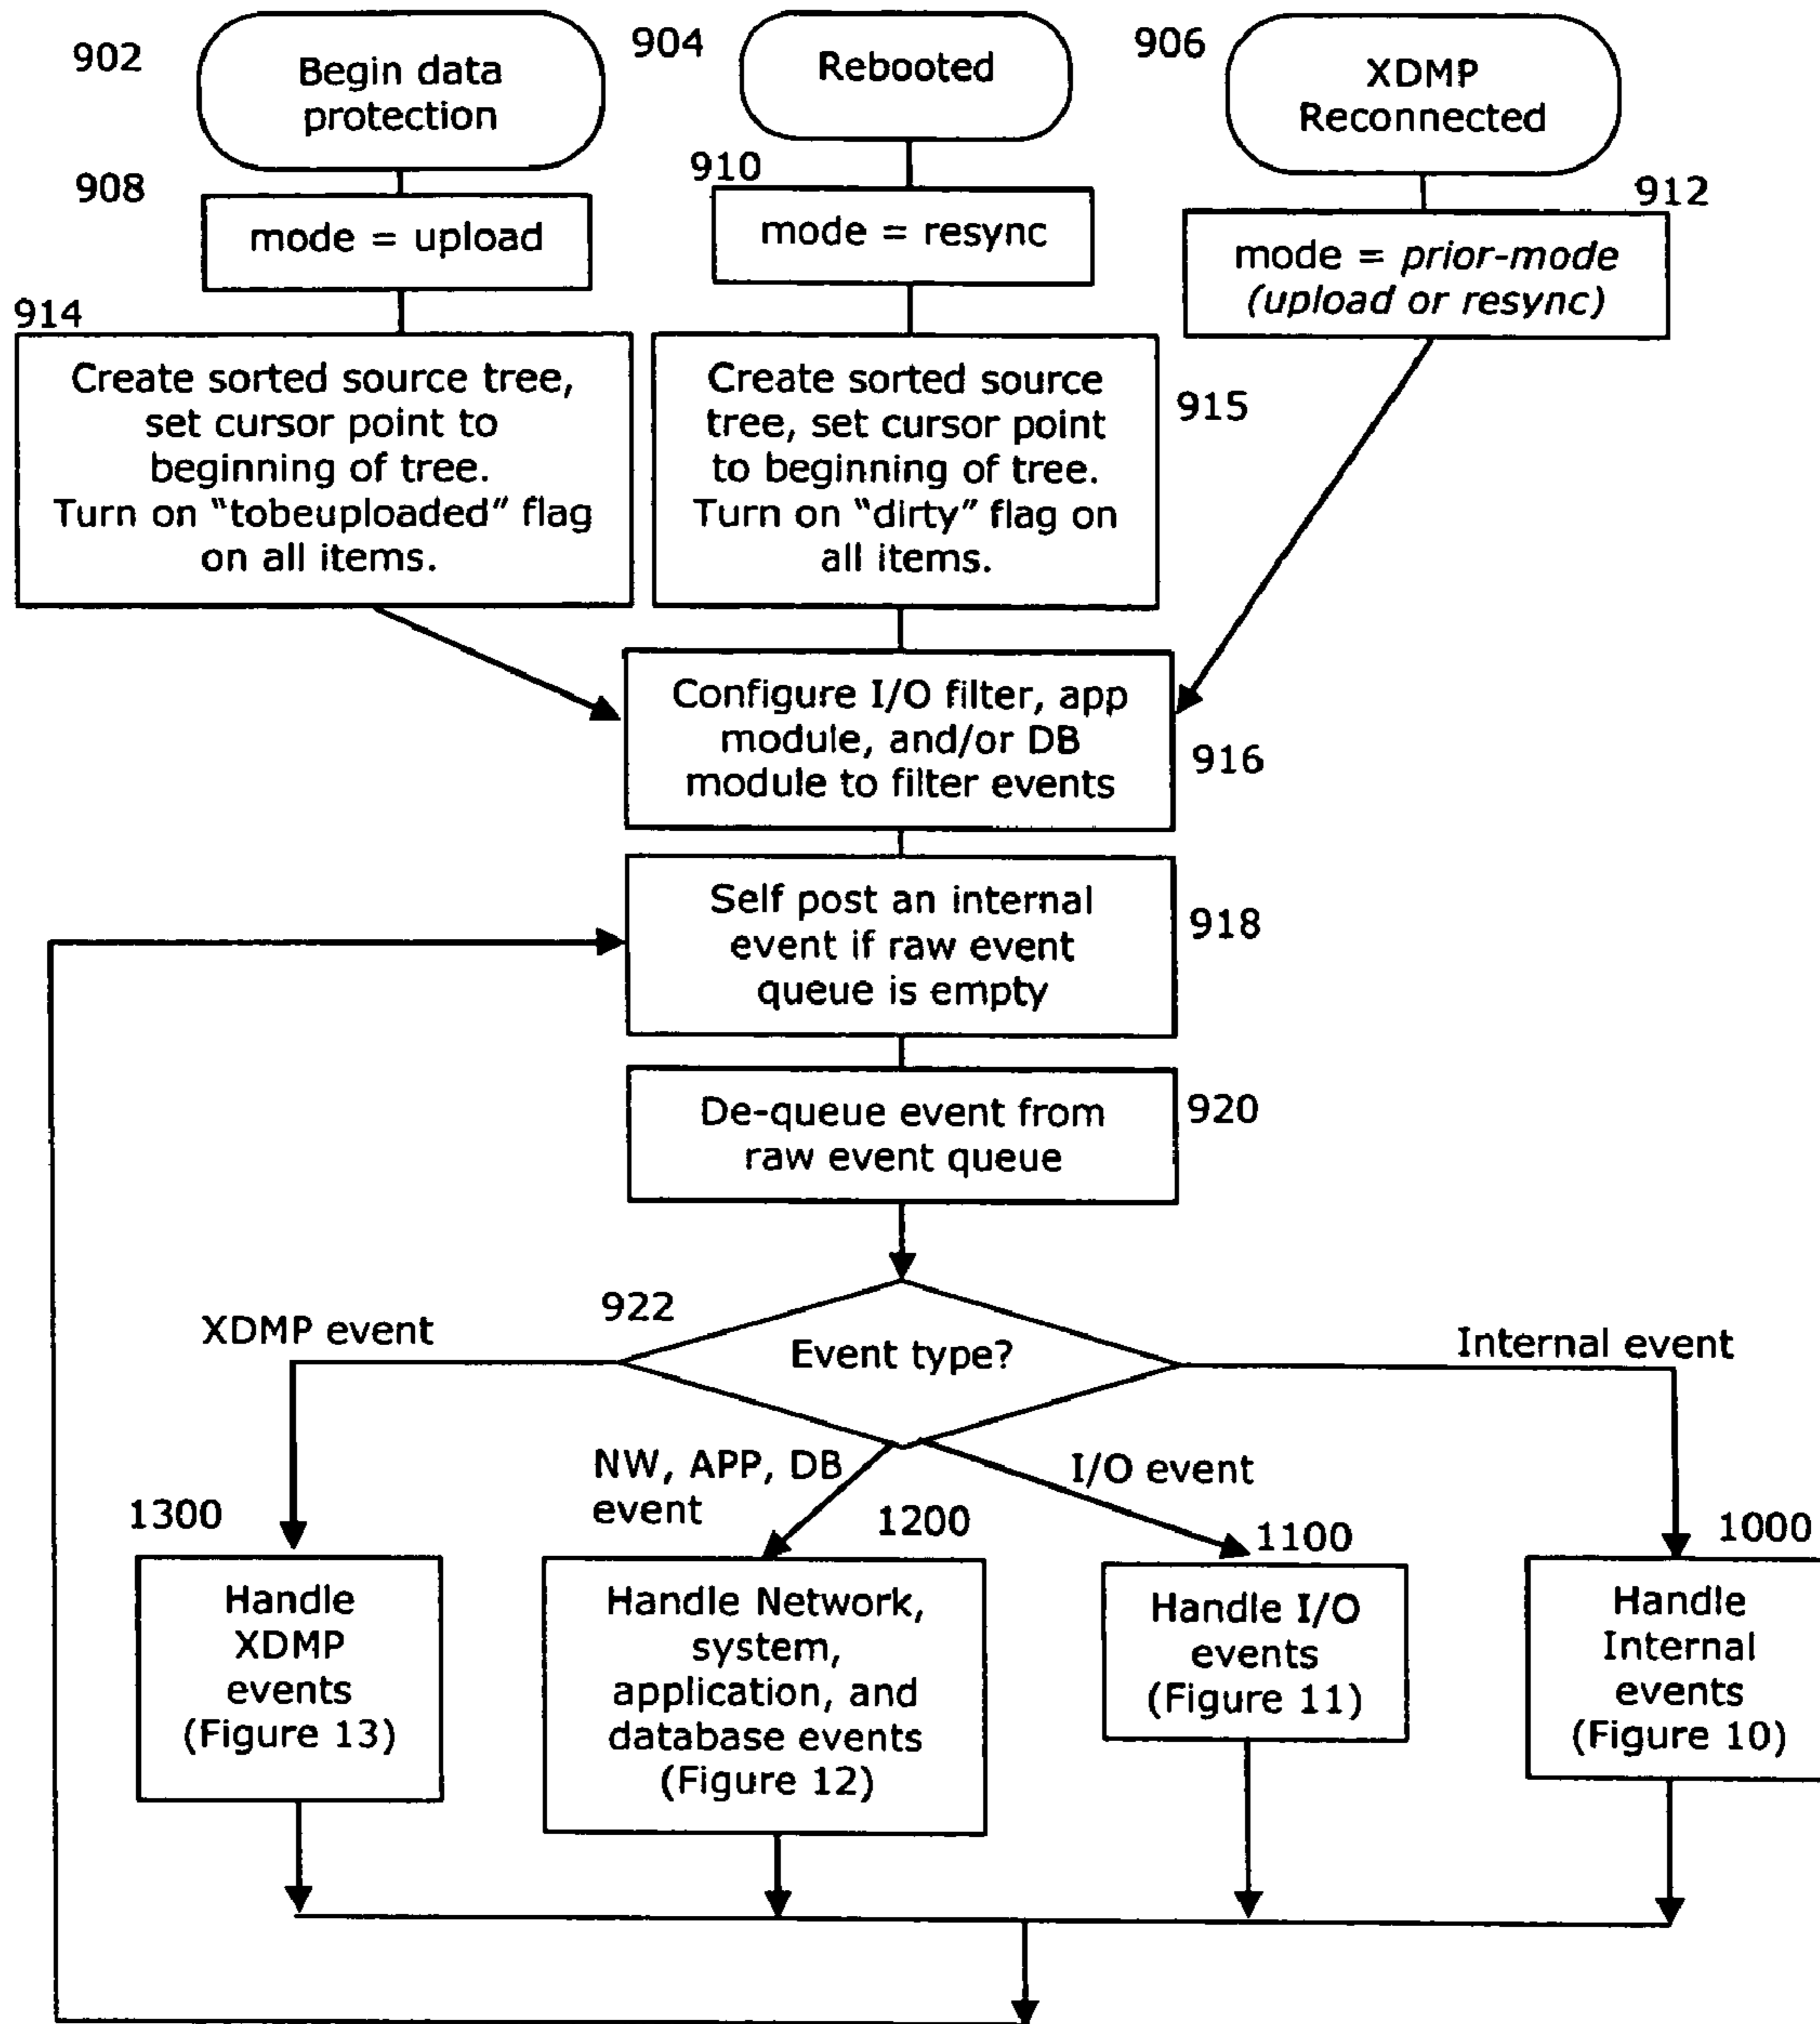 902
Begin data
protection
904
Rebooted
906
XDMP
Reconnected
908
mode = upload
910
mode = resync
912
mode = prior-mode
(upload or resync)
914
Create sorted source tree,
set cursor point to
beginning of tree.
Turn on “tobeuploaded” flag
on all items.
Create sorted source
tree, set cursor point
to beginning of tree.
Turn on “dirty” flag on
all items.
915
Configure I/O filter, app
module, and/or DB
module to filter events
916
Self post an internal
event if raw event
queue is empty
918
De-queue event from
raw event queue
920
922
Event type?
XDMP event
Internal event
NW, APP, DB
event
I/O event
1300
Handle
XDMP
events
(Figure 13)
1200
Handle Network,
system,
application, and
database events
(Figure 12)
1100
Handle I/O
events
(Figure 11)
1000
Handle
Internal
events
(Figure 10)